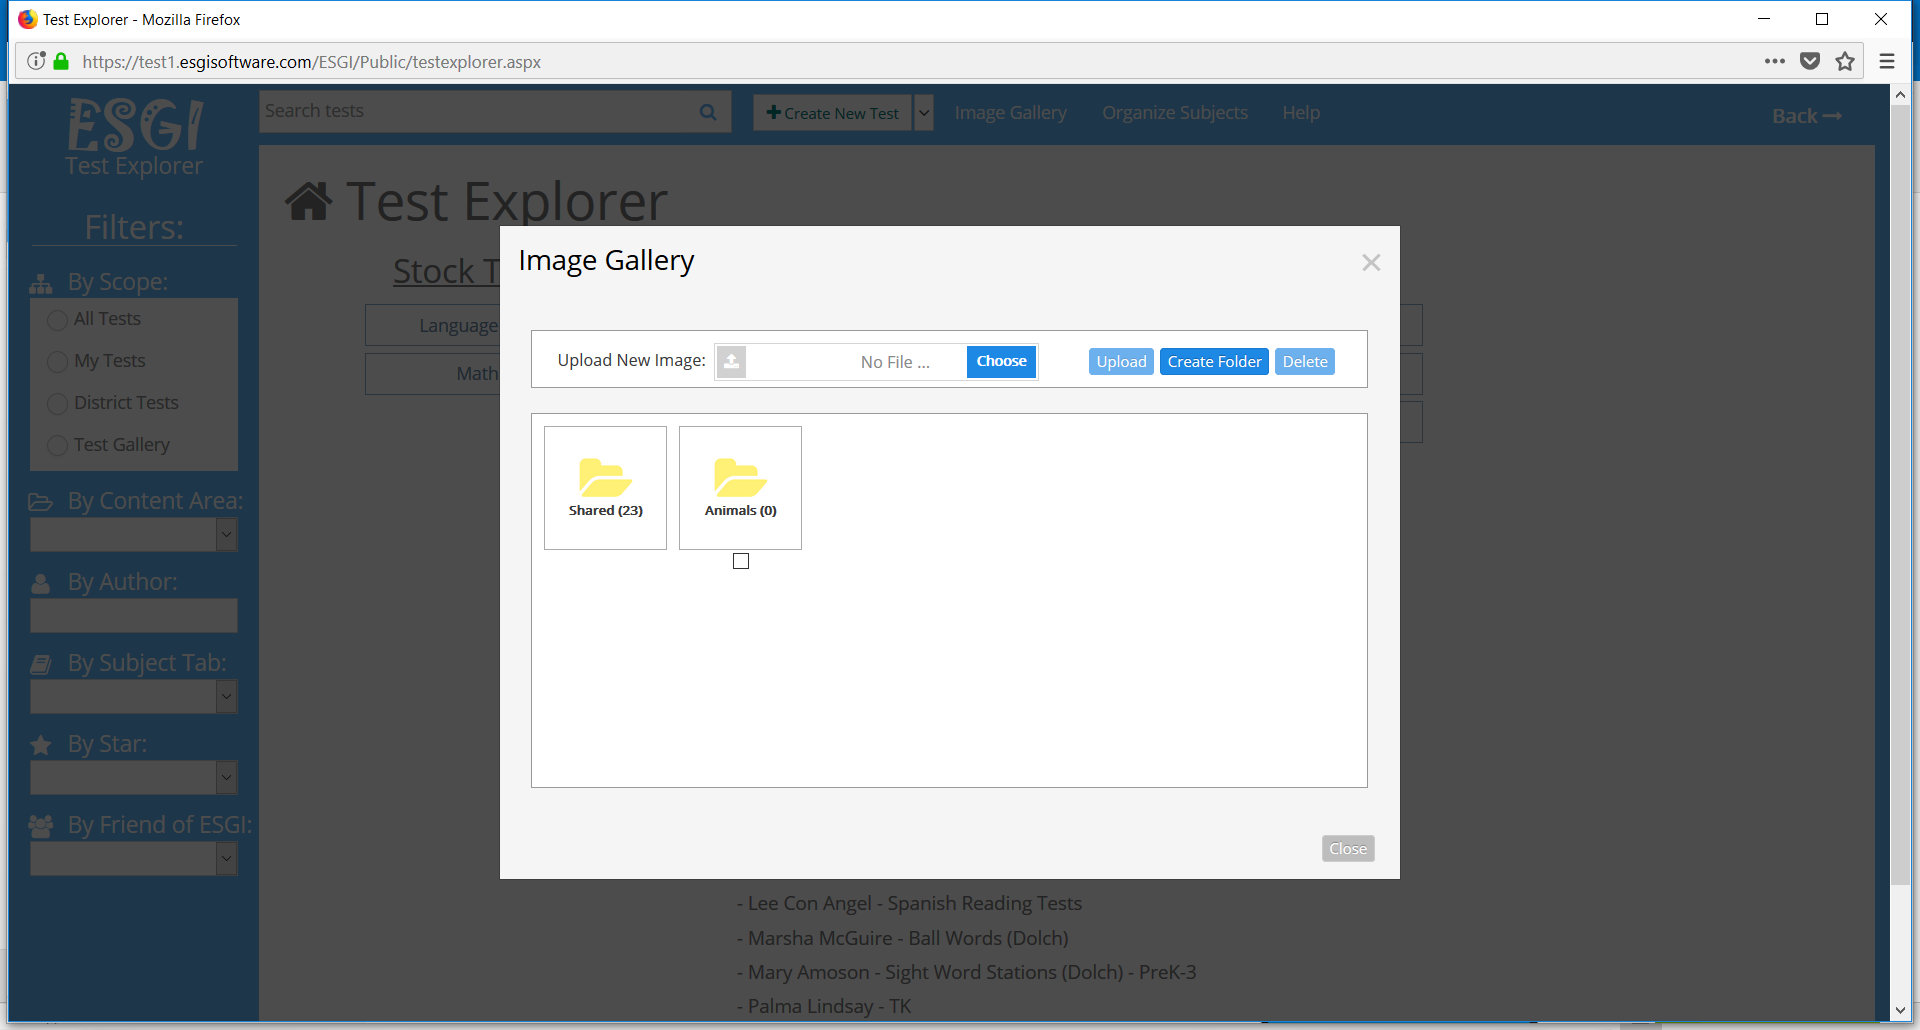 Test Explorer - Mozilla Firefox
https://test1.esgisoftware.com/ESGI/Public/testexplorer.aspx
ESGI
Test Explorer
Search tests
Create New Test
Image Gallery
Organize Subjects
Help
Back
Filters:
By Scope:
All Tests
My Tests
District Tests
Test Gallery
By Content Area:
By Author:
By Subject Tab:
By Star:
By Friend of ESGI:
Test Explorer
Stock T
Language
Math
Image Gallery
Upload New Image:
No File ...
Choose
Upload
Create Folder
Delete
Shared (23)
Animals (0)
Close
- Lee Con Angel - Spanish Reading Tests
- Marsha McGuire - Ball Words (Dolch)
- Mary Amoson - Sight Word Stations (Dolch) - PreK-3
- Palma Lindsay - TK